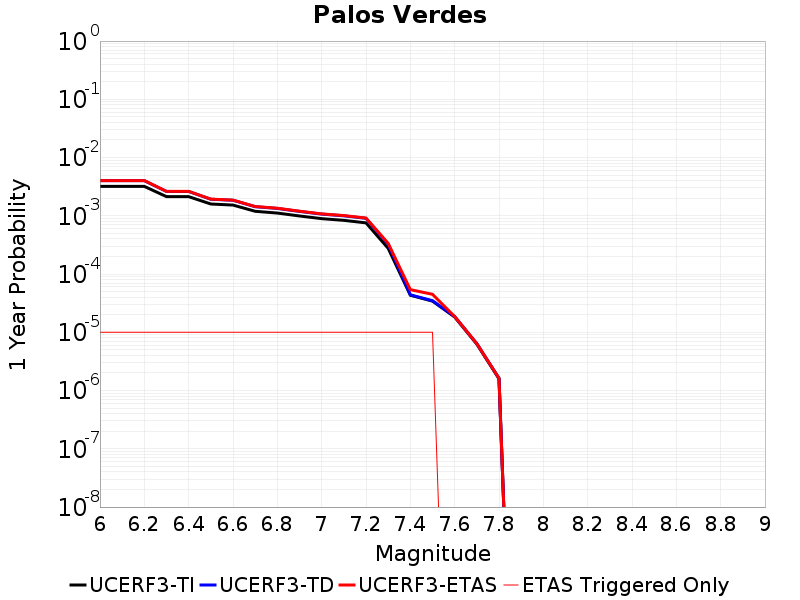 Palos Verdes
1 Year Probability
10^0
10^-1
10^-2
10^-3
10^-4
10^-5
10^-6
10^-7
10^-8
6 6.2 6.4 6.6 6.8 7 7.2 7.4 7.6 7.8 8 8.2 8.4 8.6 8.8 9
Magnitude
UCERF3-TI UCERF3-TD UCERF3-ETAS ETAS Triggered Only